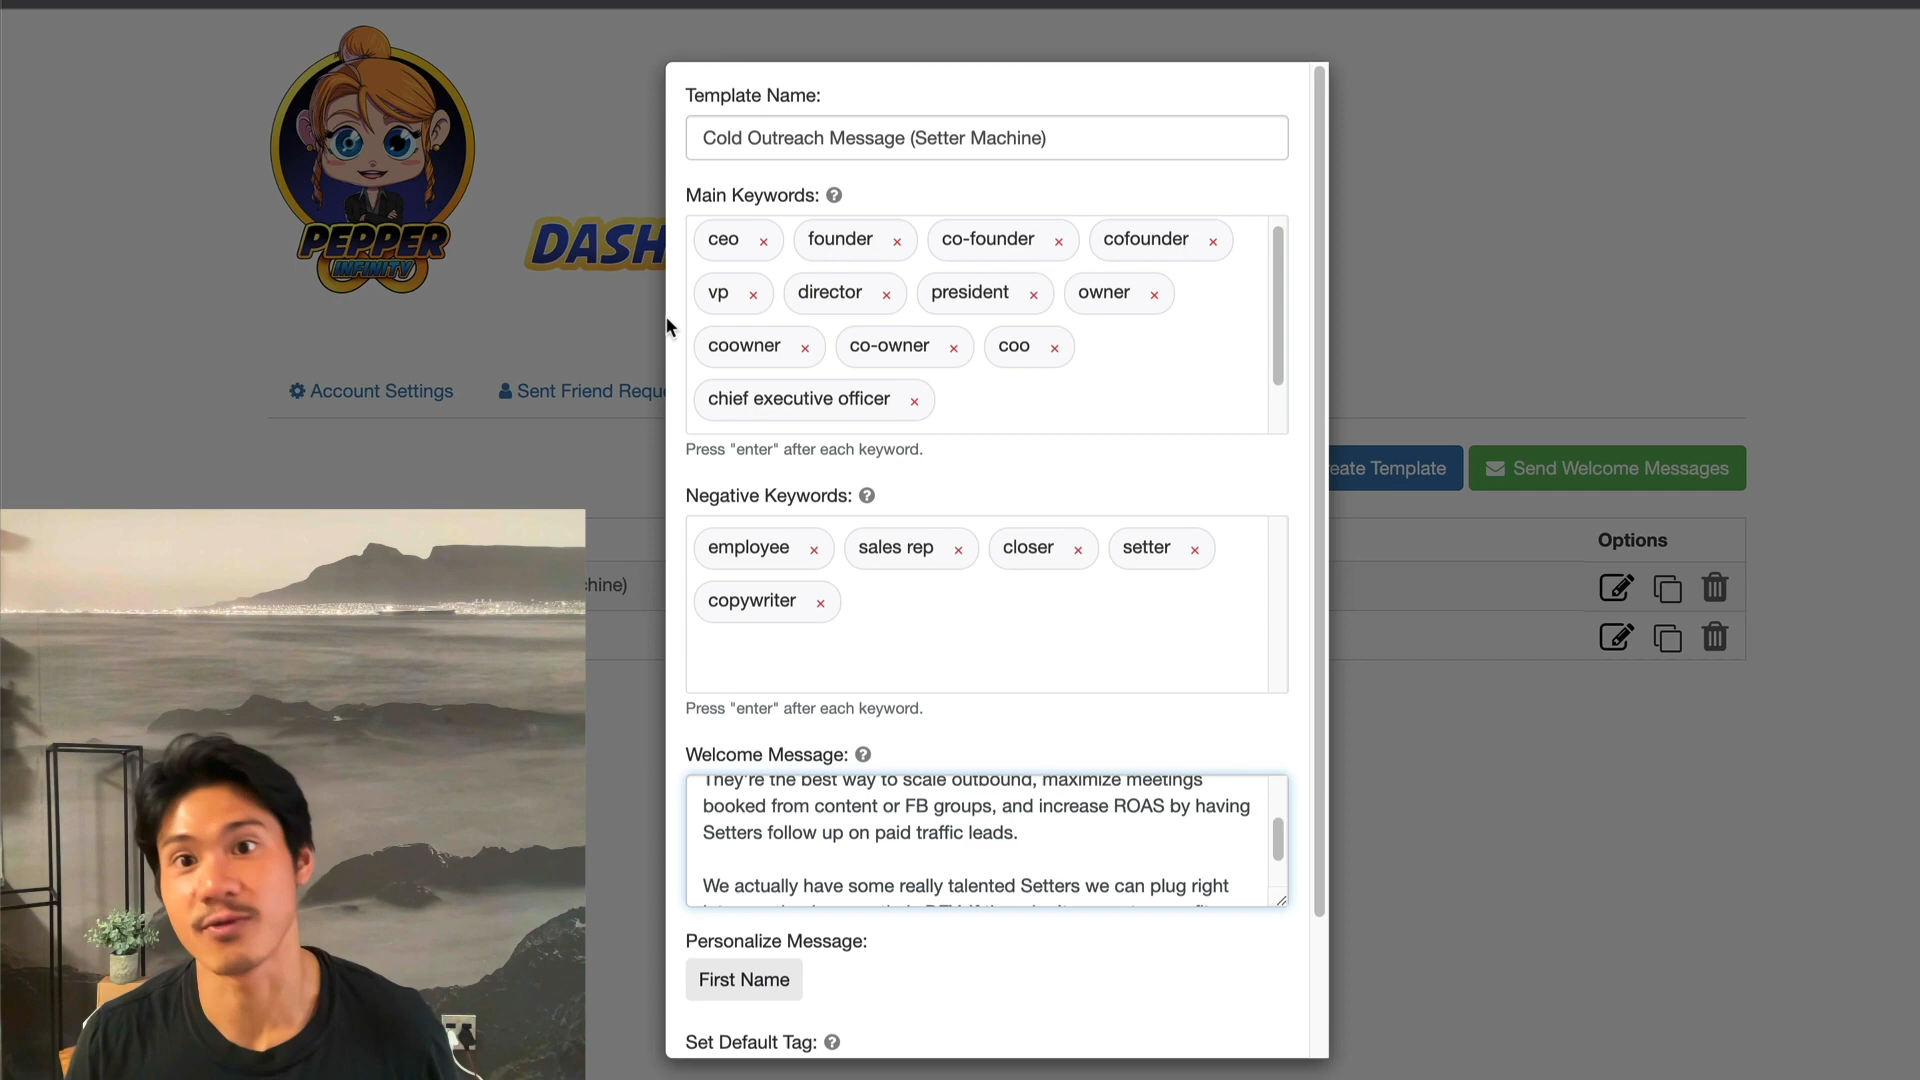 PEPPER
INFINITY
DASH
Account Settings
Sent Friend Reque
Template Name:
Cold Outreach Message (Setter Machine)
Main Keywords: ?
ceo × founder × co-founder × cofounder ×
vp × director × president × owner ×
coowner × co-owner × coo ×
chief executive officer ×
Press "enter" after each keyword.
Negative Keywords: ?
employee × sales rep × closer × setter ×
copywriter ×
Press "enter" after each keyword.
Welcome Message: ?
They're the best way to scale outbound, maximize meetings
booked from content or FB groups, and increase ROAS by having
Setters follow up on paid traffic leads.
We actually have some really talented Setters we can plug right
Personalize Message:
First Name
Set Default Tag: ?
eate Template
Send Welcome Messages
Options
hine)